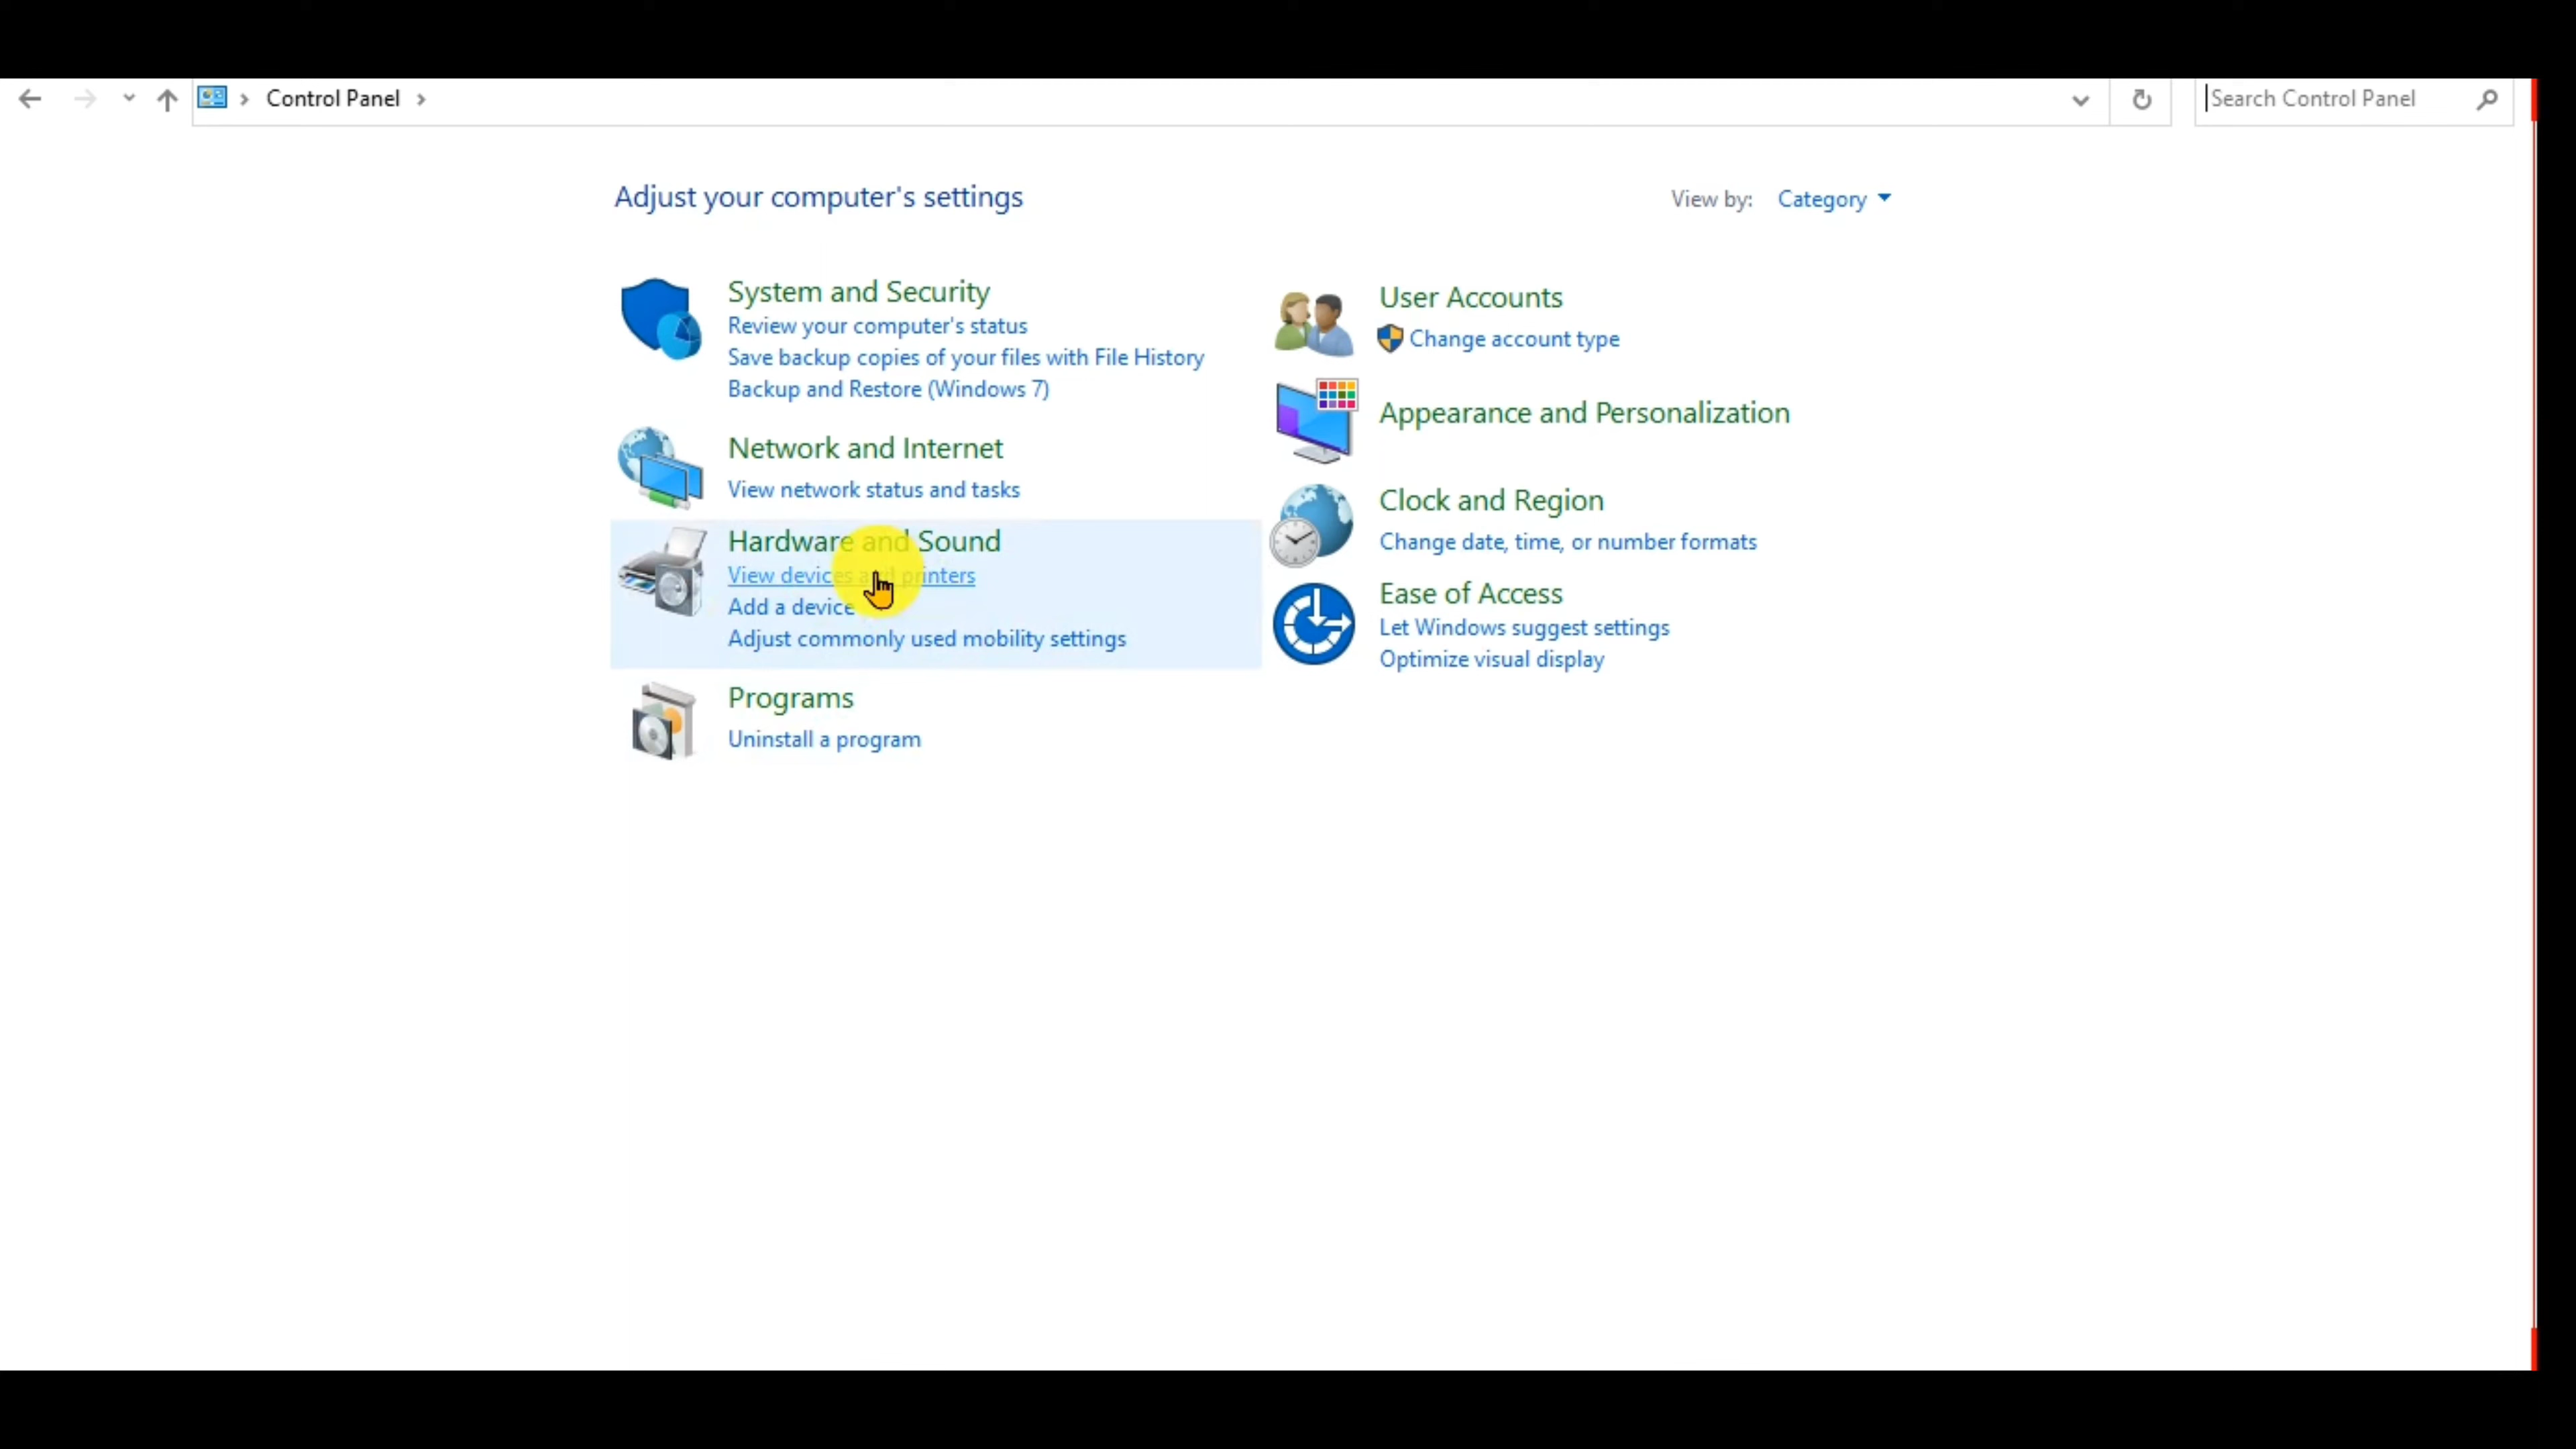 Control Panel
Search Control Panel
Adjust your computer's settings
View by: Category
System and Security
Review your computer's status
Save backup copies of your files with File History
Backup and Restore (Windows 7)
Network and Internet
View network status and tasks
Hardware and Sound
View devices and printers
Add a device
Adjust commonly used mobility settings
Programs
Uninstall a program
User Accounts
Change account type
Appearance and Personalization
Clock and Region
Change date, time, or number formats
Ease of Access
Let Windows suggest settings
Optimize visual display